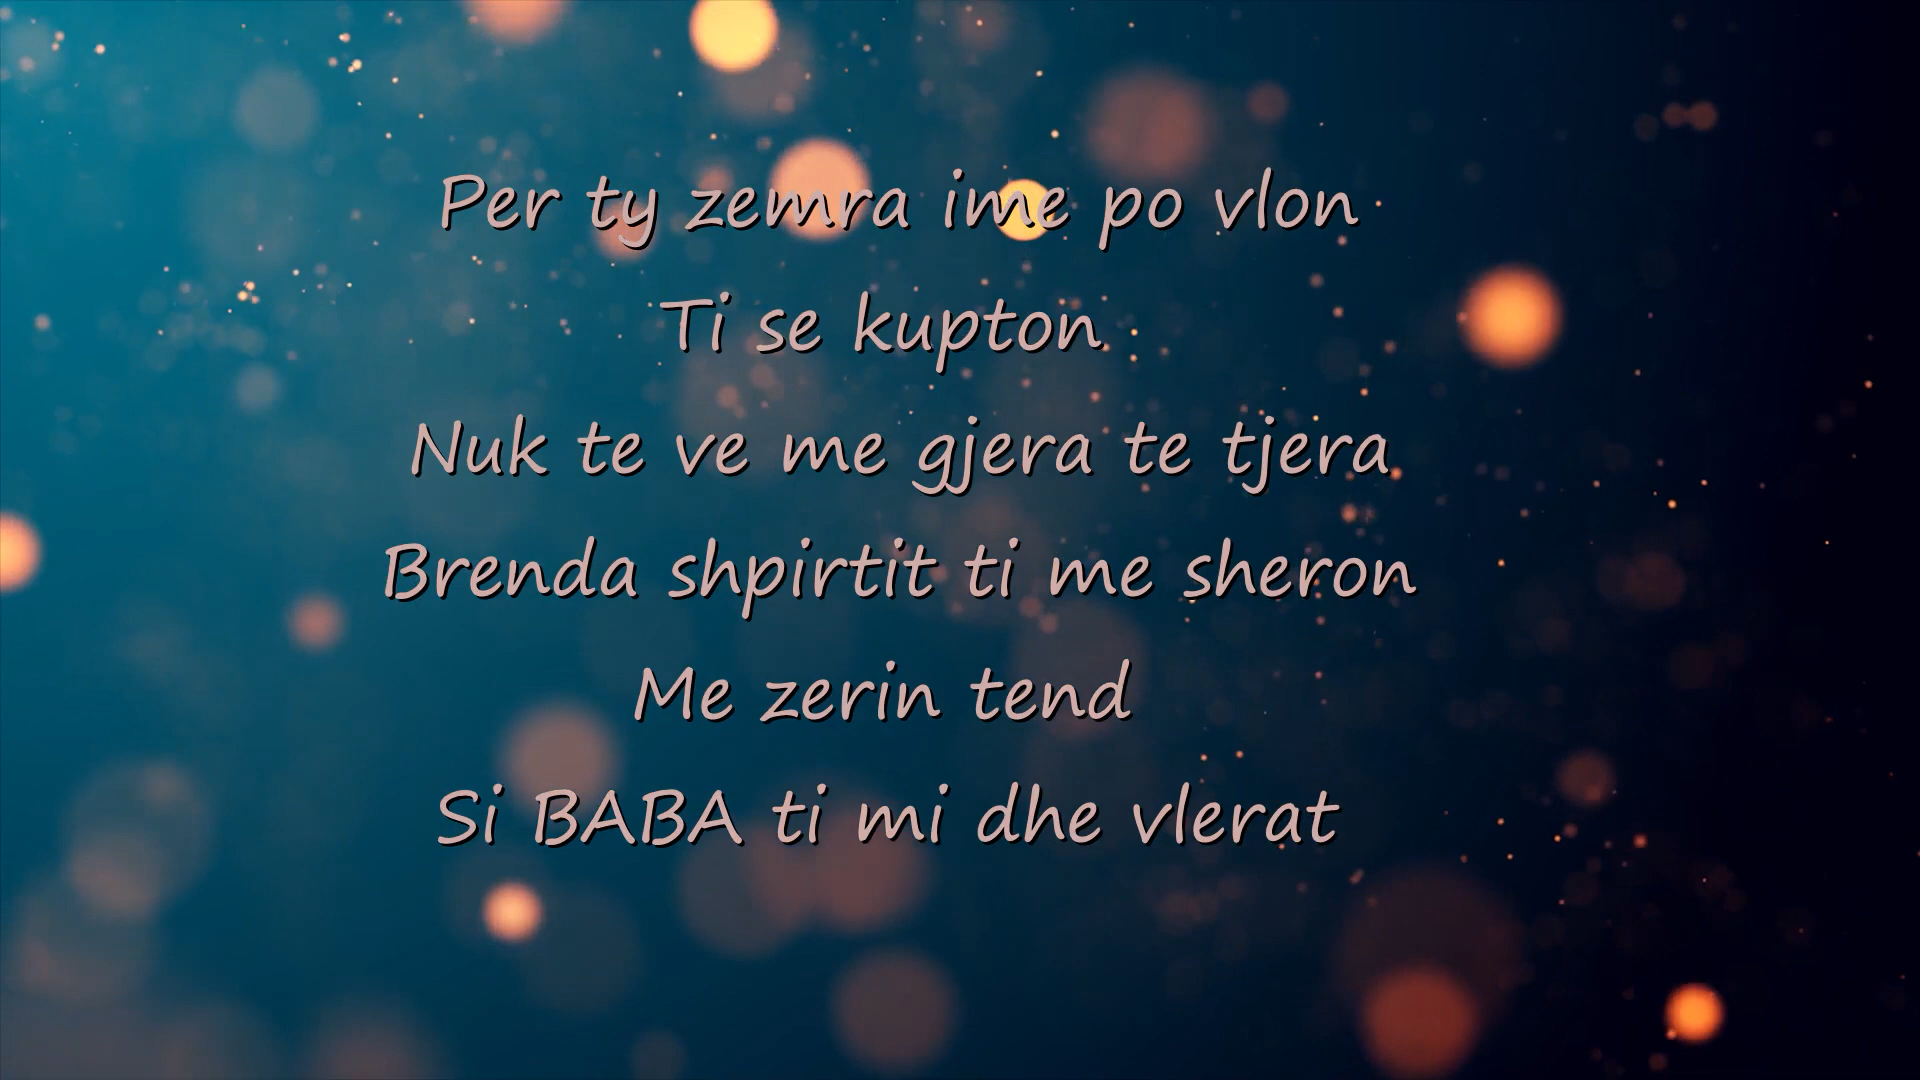 Per ty zemra ime po vlon
Ti se kupton
Nuk te ve me gjera te tjera
Brenda shpirtit ti me sheron
Me zerin tend
Si BABA ti mi dhe vlerat